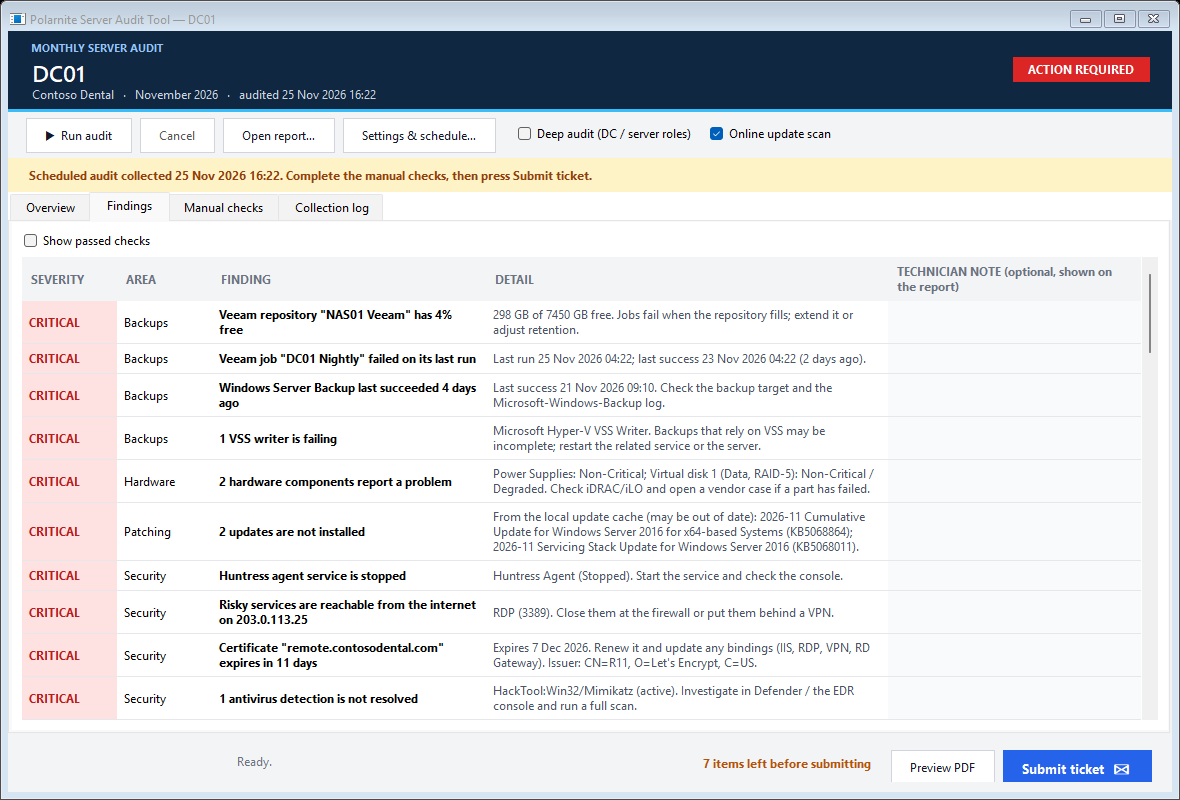 Polarnite Server Audit Tool — DC01
MONTHLY SERVER AUDIT
DC01
Contoso Dental · November 2026 · audited 25 Nov 2026 16:22
ACTION REQUIRED
▶ Run audit
Cancel
Open report...
Settings & schedule...
Deep audit (DC / server roles)
Online update scan
Scheduled audit collected 25 Nov 2026 16:22. Complete the manual checks, then press Submit ticket.
Overview
Findings
Manual checks
Collection log
Show passed checks
SEVERITY
AREA
FINDING
DETAIL
TECHNICIAN NOTE (optional, shown on
the report)
CRITICAL
Backups
Veeam repository "NAS01 Veeam" has 4%
free
298 GB of 7450 GB free. Jobs fail when the repository fills; extend it or
adjust retention.
CRITICAL
Backups
Veeam job "DC01 Nightly" failed on its last run
Last run 25 Nov 2026 04:22; last success 23 Nov 2026 04:22 (2 days ago).
CRITICAL
Backups
Windows Server Backup last succeeded 4 days
ago
Last success 21 Nov 2026 09:10. Check the backup target and the
Microsoft-Windows-Backup log.
CRITICAL
Backups
1 VSS writer is failing
Microsoft Hyper-V VSS Writer. Backups that rely on VSS may be
incomplete; restart the related service or the server.
CRITICAL
Hardware
2 hardware components report a problem
Power Supplies: Non-Critical; Virtual disk 1 (Data, RAID-5): Non-Critical /
Degraded. Check iDRAC/iLO and open a vendor case if a part has failed.
CRITICAL
Patching
2 updates are not installed
From the local update cache (may be out of date): 2026-11 Cumulative
Update for Windows Server 2016 for x64-based Systems (KB5068864);
2026-11 Servicing Stack Update for Windows Server 2016 (KB5068011).
CRITICAL
Security
Huntress agent service is stopped
Huntress Agent (Stopped). Start the service and check the console.
CRITICAL
Security
Risky services are reachable from the internet
on 203.0.113.25
RDP (3389). Close them at the firewall or put them behind a VPN.
CRITICAL
Security
Certificate "remote.contosodental.com"
expires in 11 days
Expires 7 Dec 2026. Renew it and update any bindings (IIS, RDP, VPN, RD
Gateway). Issuer: CN=R11, O=Let's Encrypt, C=US.
CRITICAL
Security
1 antivirus detection is not resolved
HackTool:Win32/Mimikatz (active). Investigate in Defender / the EDR
console and run a full scan.
Ready.
7 items left before submitting
Preview PDF
Submit ticket